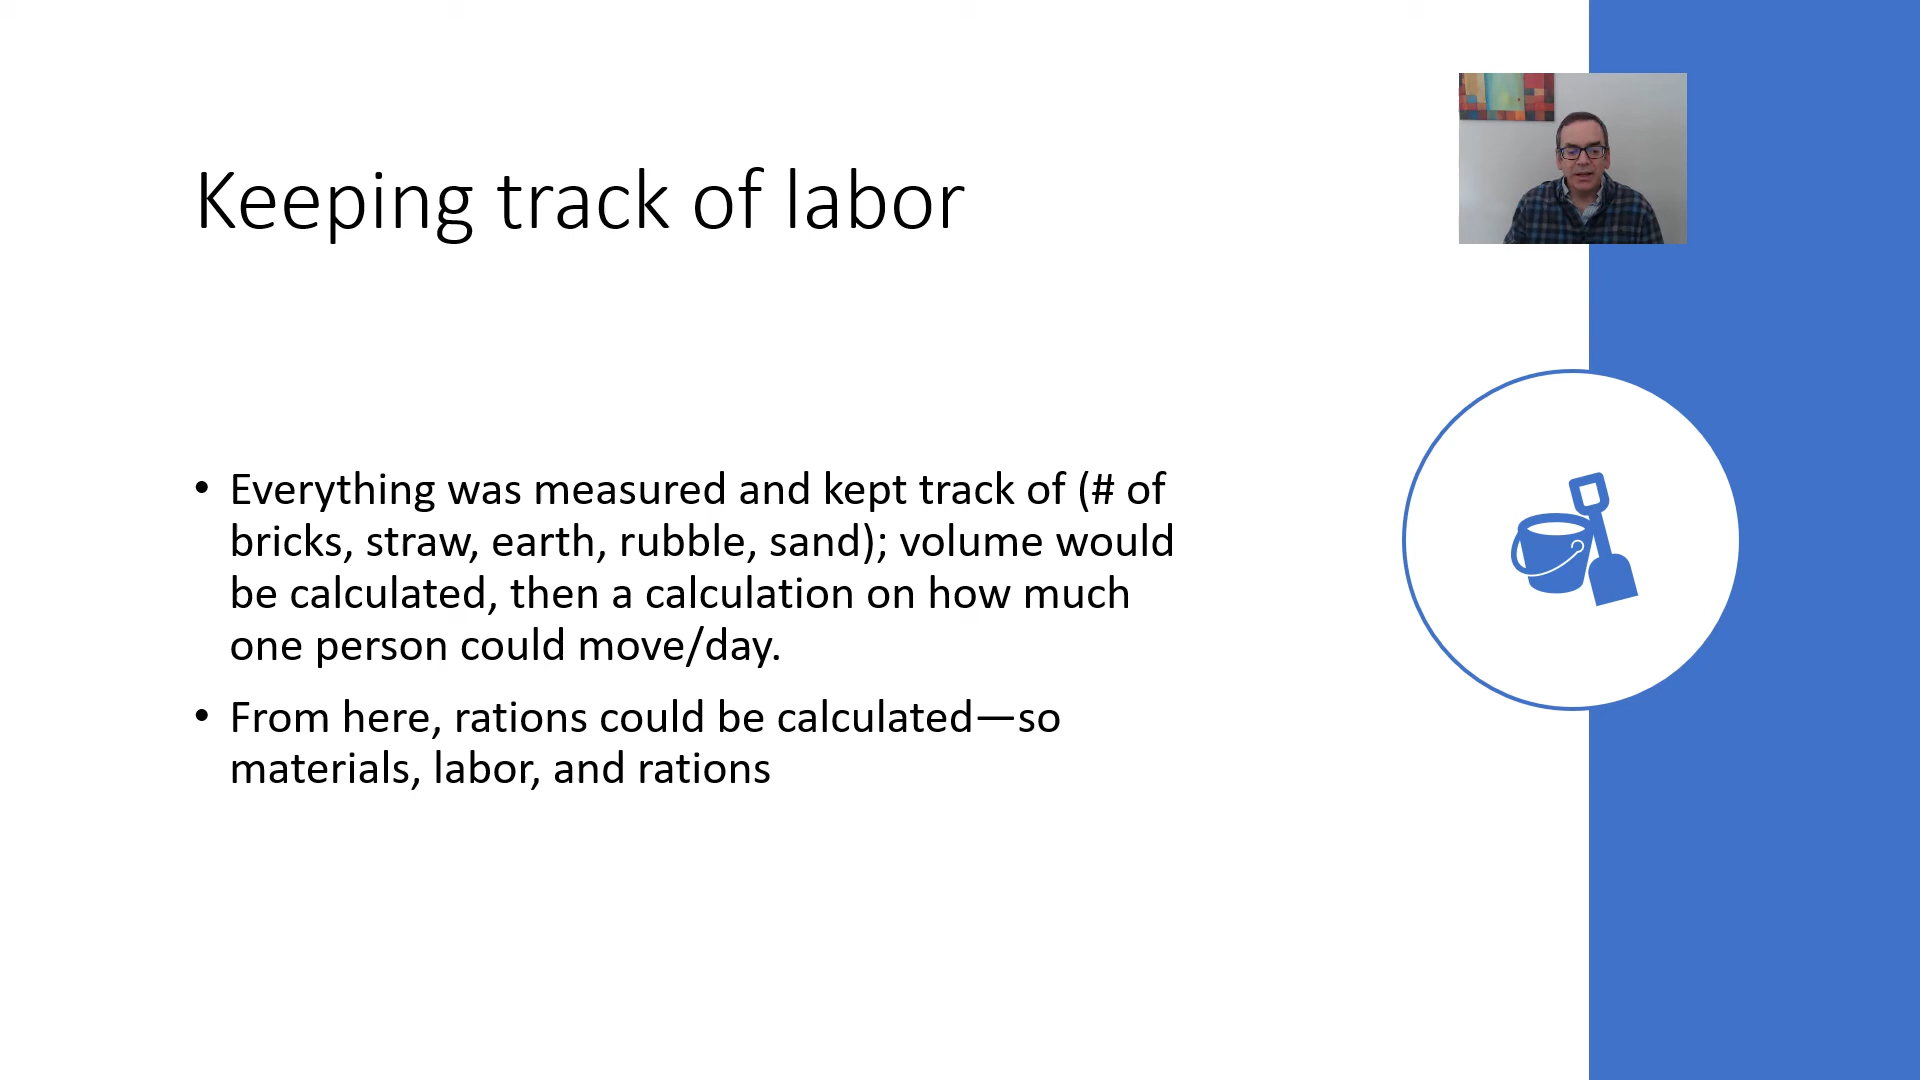 Keeping track of labor
• Everything was measured and kept track of (# of
bricks, straw, earth, rubble, sand); volume would
be calculated, then a calculation on how much
one person could move/day.
• From here, rations could be calculated—so
materials, labor, and rations